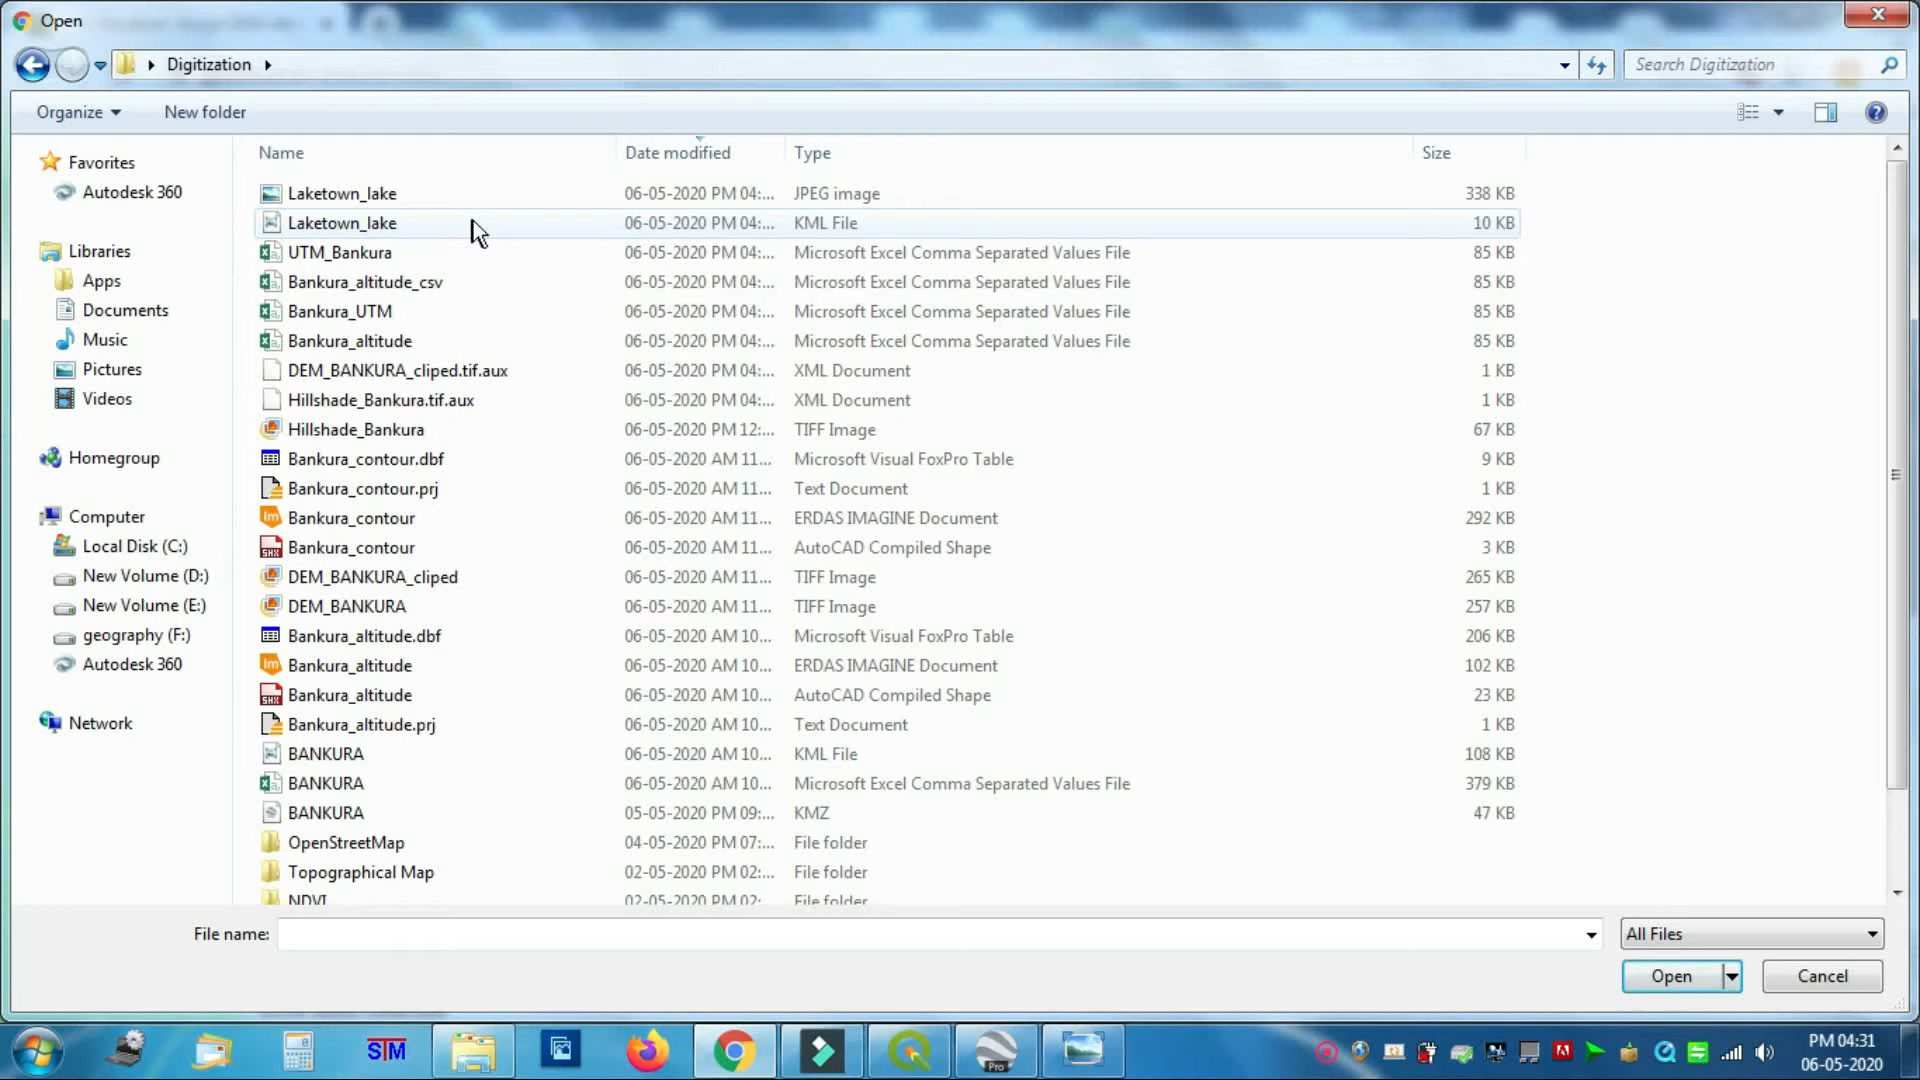 Open
Digitization
Search Digitization
Organize
New folder
Name Date modified Type Size
Favorites
Autodesk 360
Libraries
Apps
Documents
Music
Pictures
Videos
Homegroup
Computer
Local Disk (C:)
New Volume (D:)
New Volume (E:)
geography (F:)
Autodesk 360
Network
Laketown_lake 06-05-2020 PM 04:... JPEG image 338 KB
Laketown_lake 06-05-2020 PM 04:... KML File 10 KB
UTM_Bankura 06-05-2020 PM 04:... Microsoft Excel Comma Separated Values File 85 KB
Bankura_altitude_csv 06-05-2020 PM 04:... Microsoft Excel Comma Separated Values File 85 KB
Bankura_UTM 06-05-2020 PM 04:... Microsoft Excel Comma Separated Values File 85 KB
Bankura_altitude 06-05-2020 PM 04:... Microsoft Excel Comma Separated Values File 85 KB
DEM_BANKURA_cliped.tif.aux 06-05-2020 PM 04:... XML Document 1 KB
Hillshade_Bankura.tif.aux 06-05-2020 PM 04:... XML Document 1 KB
Hillshade_Bankura 06-05-2020 PM 12:... TIFF Image 67 KB
Bankura_contour.dbf 06-05-2020 AM 11... Microsoft Visual FoxPro Table 9 KB
Bankura_contour.prj 06-05-2020 AM 11... Text Document 1 KB
Bankura_contour 06-05-2020 AM 11... ERDAS IMAGINE Document 292 KB
Bankura_contour 06-05-2020 AM 11... AutoCAD Compiled Shape 3 KB
DEM_BANKURA_cliped 06-05-2020 AM 11... TIFF Image 265 KB
DEM_BANKURA 06-05-2020 AM 11... TIFF Image 257 KB
Bankura_altitude.dbf 06-05-2020 AM 10... Microsoft Visual FoxPro Table 206 KB
Bankura_altitude 06-05-2020 AM 10... ERDAS IMAGINE Document 102 KB
Bankura_altitude 06-05-2020 AM 10... AutoCAD Compiled Shape 23 KB
Bankura_altitude.prj 06-05-2020 AM 10... Text Document 1 KB
BANKURA 06-05-2020 AM 10... KML File 108 KB
BANKURA 06-05-2020 AM 10... Microsoft Excel Comma Separated Values File 379 KB
BANKURA 05-05-2020 PM 09:... KMZ 47 KB
OpenStreetMap 04-05-2020 PM 07:... File folder
Topographical Map 02-05-2020 PM 02:... File folder
NDVI 02-05-2020 PM 02: File folder
File name:
All Files
Open
Cancel
STM
Pro
PM 04:31
06-05-2020